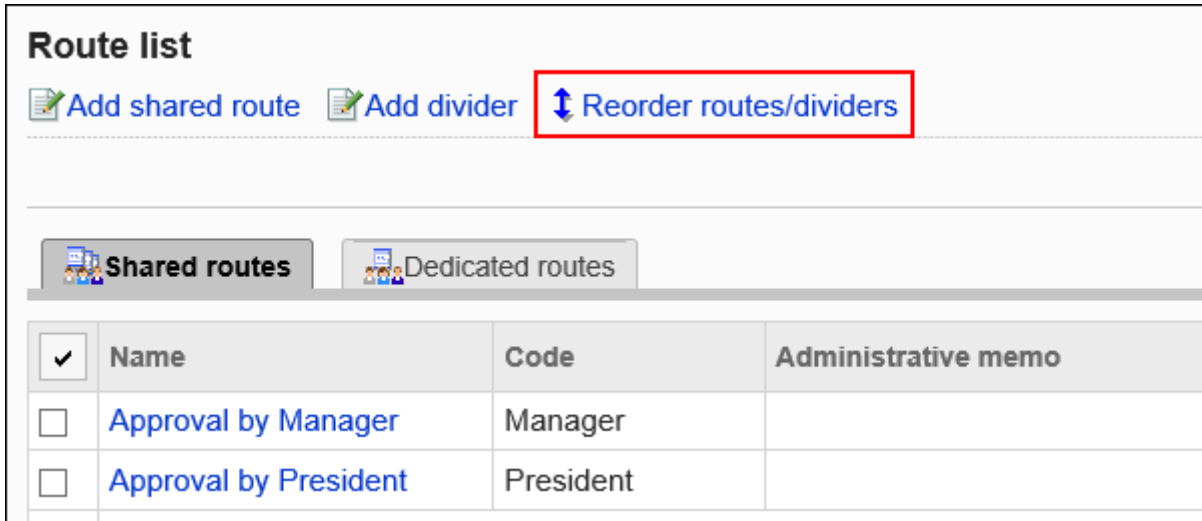 Route list
Add shared route Add divider Reorder routes/dividers
Shared routes Dedicated routes
Name Code Administrative memo
Approval by Manager Manager
Approval by President President